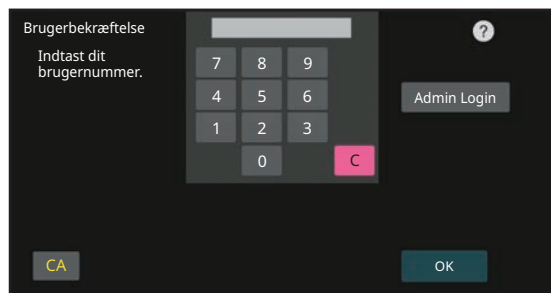 Brugerbekræftelse
?
Indtast dit
brugernummer.
7 8 9
4 5 6
Admin Login
1 2 3
0 C
CA
OK